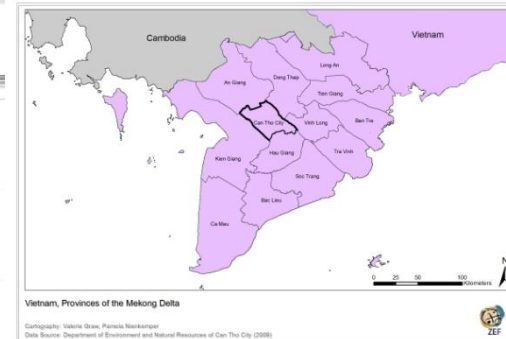 Cambodia
Vietnam
Long An
Dong Thap
An Giang
Tien Giang
Ben Tre
Can Tho City
Vinh Long
Tra Vinh
Hau Giang
Kien Giang
Soc Trang
Bac Lieu
Ca Mau
N
0 25 50 100
Kilometers
Vietnam, Provinces of the Mekong Delta
Cartography: Valerie Graw, Pamela Nienkemper
Data Source: Department of Environment and Natural Resources of Can Tho City (2009)
ZEF